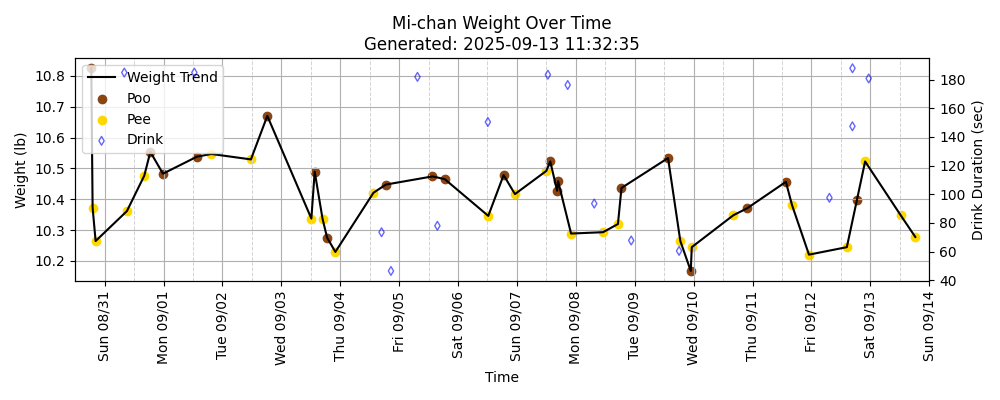 Mi-chan Weight Over Time
Generated: 2025-09-13 11:32:35
Weight (lb)
10.8
10.7
10.6
10.5
10.4
10.3
10.2
Weight Trend
Poo
Pee
Drink
180
160
140
120
100
80
60
40
Drink Duration (sec)
Sun 08/31
Mon 09/01
Tue 09/02
Wed 09/03
Thu 09/04
Fri 09/05
Sat 09/06
Sun 09/07
Mon 09/08
Tue 09/09
Wed 09/10
Thu 09/11
Fri 09/12
Sat 09/13
Sun 09/14
Time